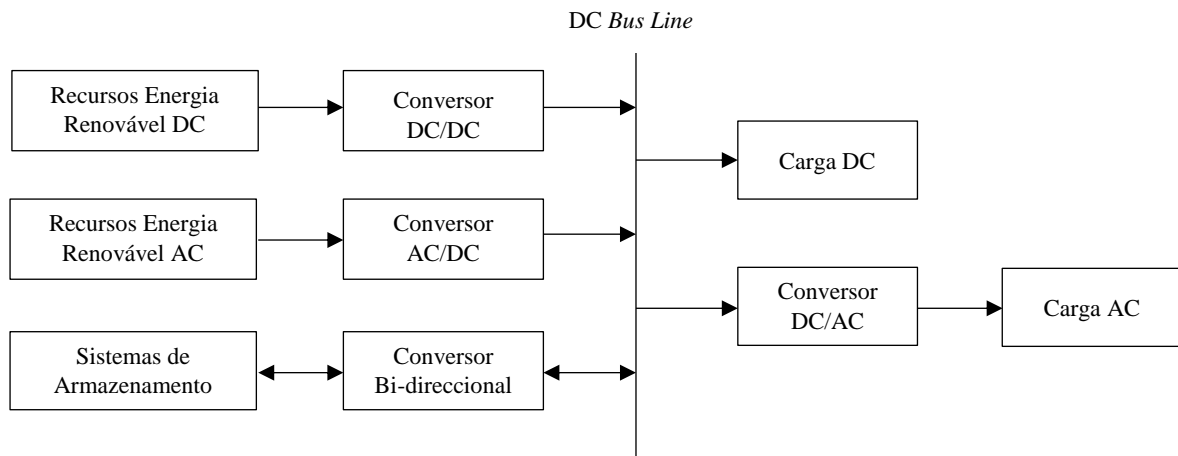 DC Bus Line
Recursos Energia
Renovável DC
Conversor
DC/DC
Carga DC
Recursos Energia
Renovável AC
Conversor
AC/DC
Conversor
DC/AC
Carga AC
Sistemas de
Armazenamento
Conversor
Bi-direccional